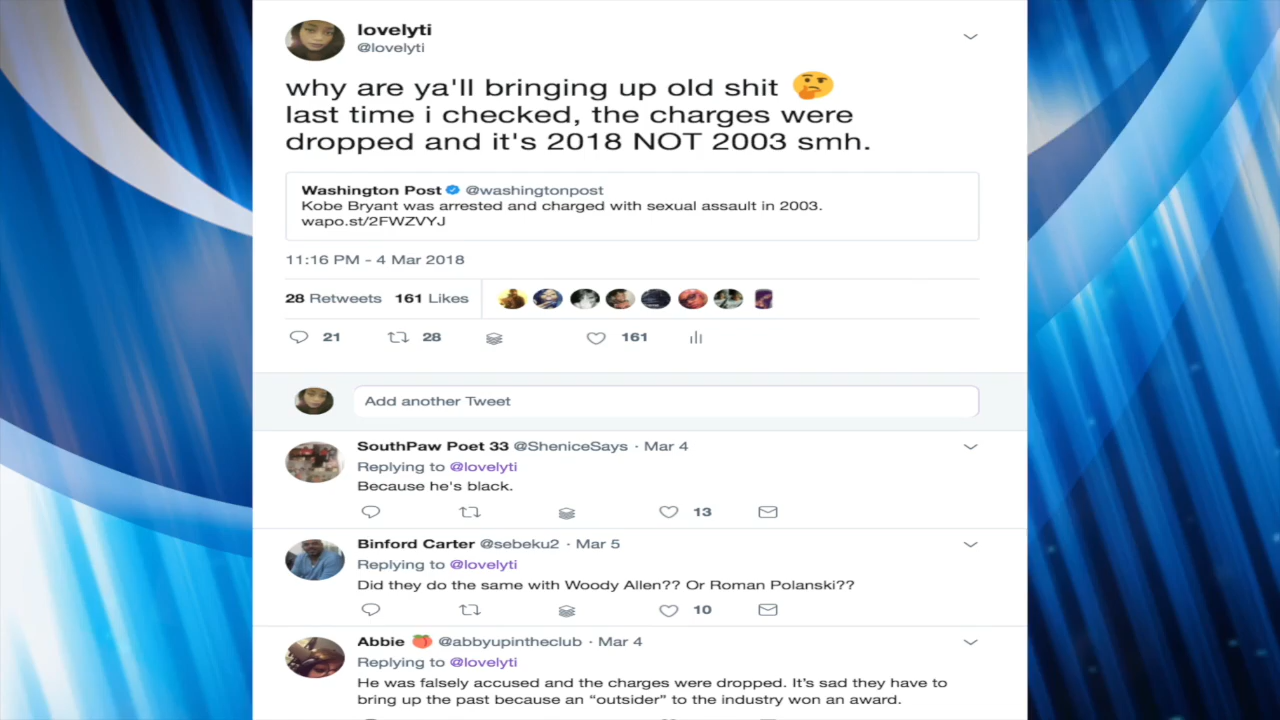 lovelyti
@lovelyti
why are ya'll bringing up old shit 🤔
last time i checked, the charges were
dropped and it's 2018 NOT 2003 smh.
Washington Post @washingtonpost
Kobe Bryant was arrested and charged with sexual assault in 2003.
wapo.st/2FWZVYJ
11:16 PM - 4 Mar 2018
28 Retweets 161 Likes
21 28 161
Add another Tweet
SouthPaw Poet 33 @SheniceSays · Mar 4
Replying to @lovelyti
Because he's black.
13
Binford Carter @sebeku2 · Mar 5
Replying to @lovelyti
Did they do the same with Woody Allen?? Or Roman Polanski??
10
Abbie 🍑 @abbyupintheclub · Mar 4
Replying to @lovelyti
He was falsely accused and the charges were dropped. It's sad they have to
bring up the past because an “outsider” to the industry won an award.